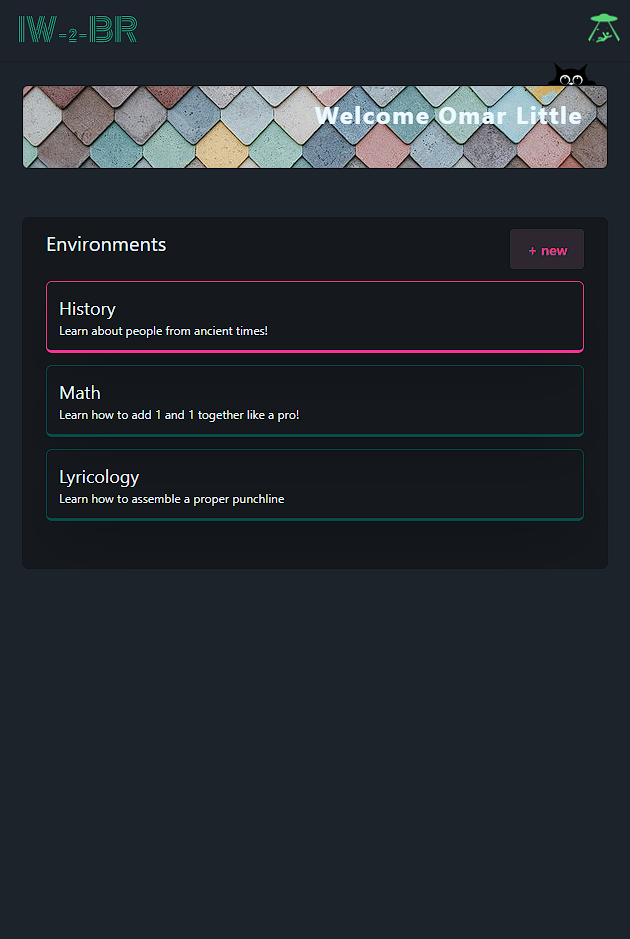 IW-2-BR
Welcome Omar Little
Environments
+ new
History
Learn about people from ancient times!
Math
Learn how to add 1 and 1 together like a pro!
Lyricology
Learn how to assemble a proper punchline